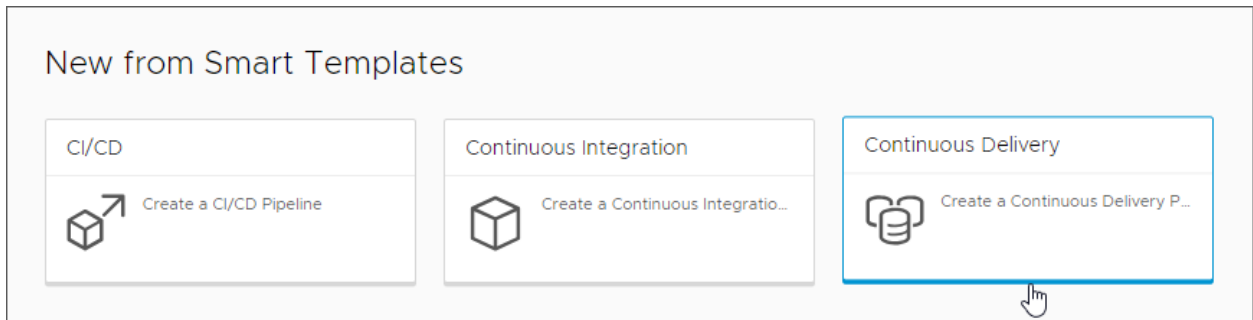 New from Smart Templates
CI/CD
Create a CI/CD Pipeline
Continuous Integration
Create a Continuous Integratio...
Continuous Delivery
Create a Continuous Delivery P...